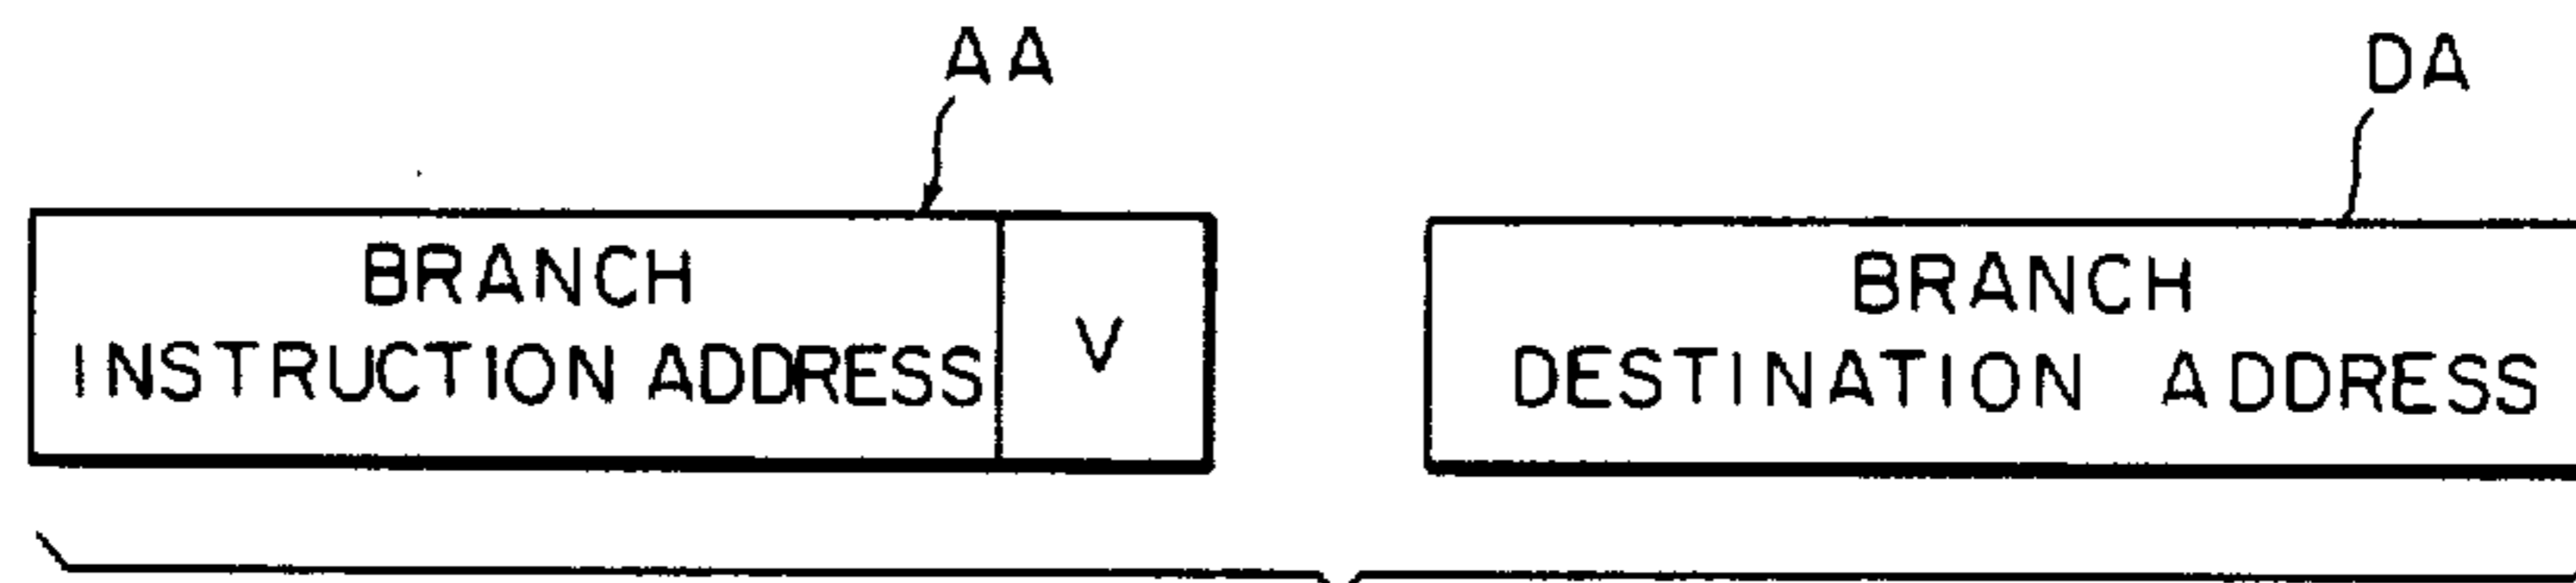 AA
DA
BRANCH
INSTRUCTION ADDRESS
V
BRANCH
DESTINATION ADDRESS